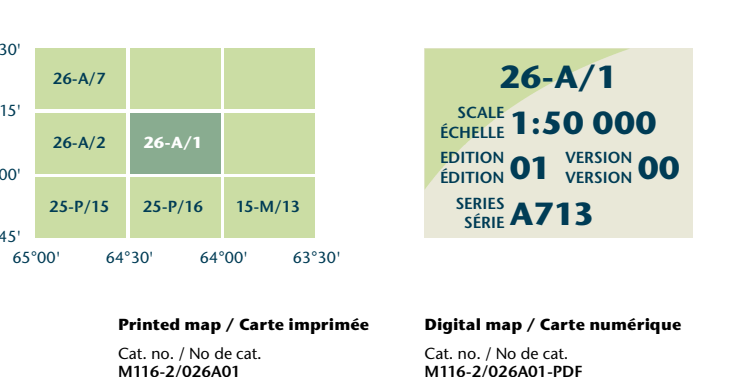 30'
26-A/7
15'
26-A/2 26-A/1
00'
25-P/15 25-P/16 15-M/13
45'
65°00' 64°30' 64°00' 63°30'
26-A/1
SCALE
ÉCHELLE 1:50 000
EDITION VERSION
ÉDITION 01 VERSION 00
SERIES
SÉRIE A713
Printed map / Carte imprimée
Cat. no. / No de cat.
M116-2/026A01
Digital map / Carte numérique
Cat. no. / No de cat.
M116-2/026A01-PDF